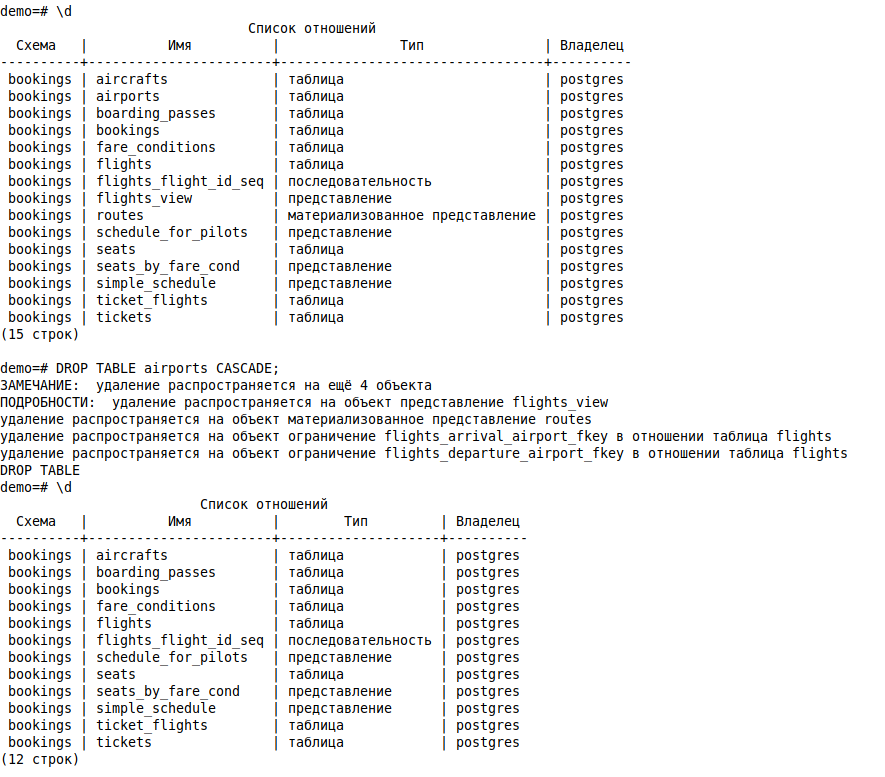 demo=# \d
                               Список отношений
  Схема   |          Имя          |               Тип               | Владелец
----------+-----------------------+---------------------------------+----------
 bookings | aircrafts             | таблица                         | postgres
 bookings | airports              | таблица                         | postgres
 bookings | boarding_passes       | таблица                         | postgres
 bookings | bookings              | таблица                         | postgres
 bookings | fare_conditions       | таблица                         | postgres
 bookings | flights               | таблица                         | postgres
 bookings | flights_flight_id_seq | последовательность              | postgres
 bookings | flights_view          | представление                   | postgres
 bookings | routes                | материализованное представление | postgres
 bookings | schedule_for_pilots   | представление                   | postgres
 bookings | seats                 | таблица                         | postgres
 bookings | seats_by_fare_cond    | представление                   | postgres
 bookings | simple_schedule       | представление                   | postgres
 bookings | ticket_flights        | таблица                         | postgres
 bookings | tickets               | таблица                         | postgres
(15 строк)

demo=# DROP TABLE airports CASCADE;
ЗАМЕЧАНИЕ:  удаление распространяется на ещё 4 объекта
ПОДРОБНОСТИ:  удаление распространяется на объект представление flights_view
удаление распространяется на объект материализованное представление routes
удаление распространяется на объект ограничение flights_arrival_airport_fkey в отношении таблица flights
удаление распространяется на объект ограничение flights_departure_airport_fkey в отношении таблица flights
DROP TABLE
demo=# \d
                         Список отношений
  Схема   |          Имя          |        Тип         | Владелец
----------+-----------------------+--------------------+----------
 bookings | aircrafts             | таблица            | postgres
 bookings | boarding_passes       | таблица            | postgres
 bookings | bookings              | таблица            | postgres
 bookings | fare_conditions       | таблица            | postgres
 bookings | flights               | таблица            | postgres
 bookings | flights_flight_id_seq | последовательность | postgres
 bookings | schedule_for_pilots   | представление      | postgres
 bookings | seats                 | таблица            | postgres
 bookings | seats_by_fare_cond    | представление      | postgres
 bookings | simple_schedule       | представление      | postgres
 bookings | ticket_flights        | таблица            | postgres
 bookings | tickets               | таблица            | postgres
(12 строк)